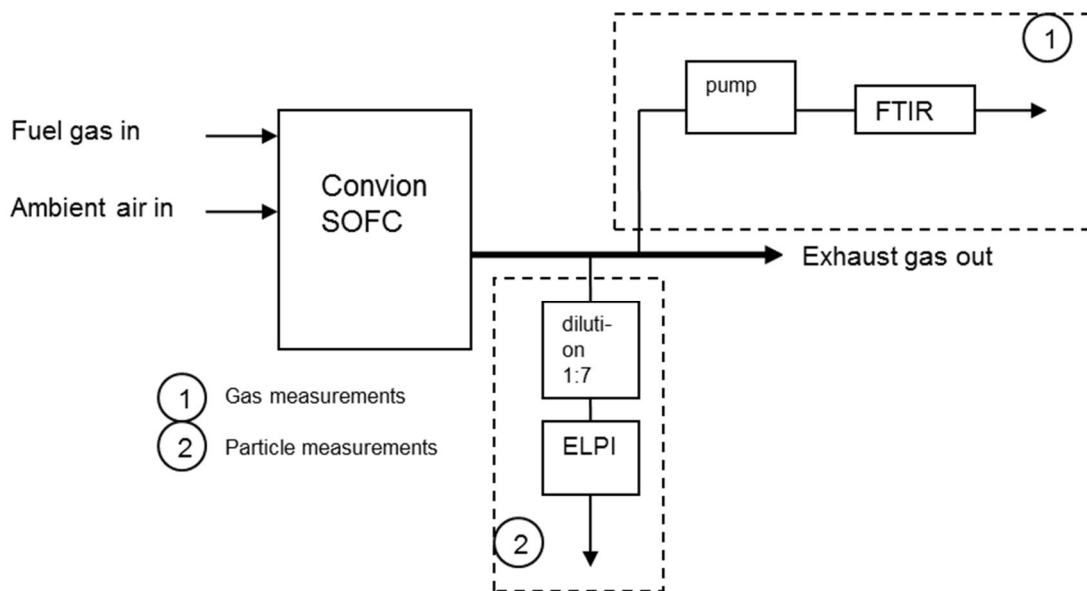 1
pump
FTIR
Fuel gas in
Ambient air in
Convion
SOFC
Exhaust gas out
diluti-
on
1:7
ELPI
1 Gas measurements
2 Particle measurements
2